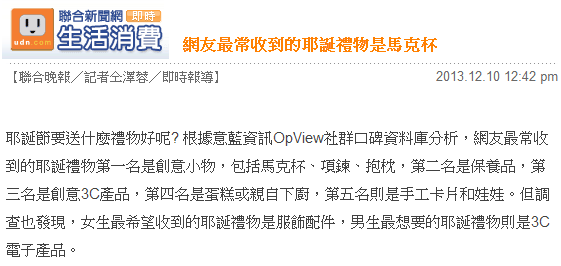 聯合新聞網 即時
生活消費
udn.com
網友最常收到的耶誕禮物是馬克杯
【聯合晚報╱記者仝澤蓉╱即時報導】 2013.12.10 12:42 pm
耶誕節要送什麼禮物好呢? 根據意藍資訊OpView社群口碑資料庫分析，網友最常收
到的耶誕禮物第一名是創意小物，包括馬克杯、項鍊、抱枕，第二名是保養品，第
三名是創意3C產品，第四名是蛋糕或親自下廚，第五名則是手工卡片和娃娃。但調
查也發現，女生最希望收到的耶誕禮物是服飾配件，男生最想要的耶誕禮物則是3C
電子產品。